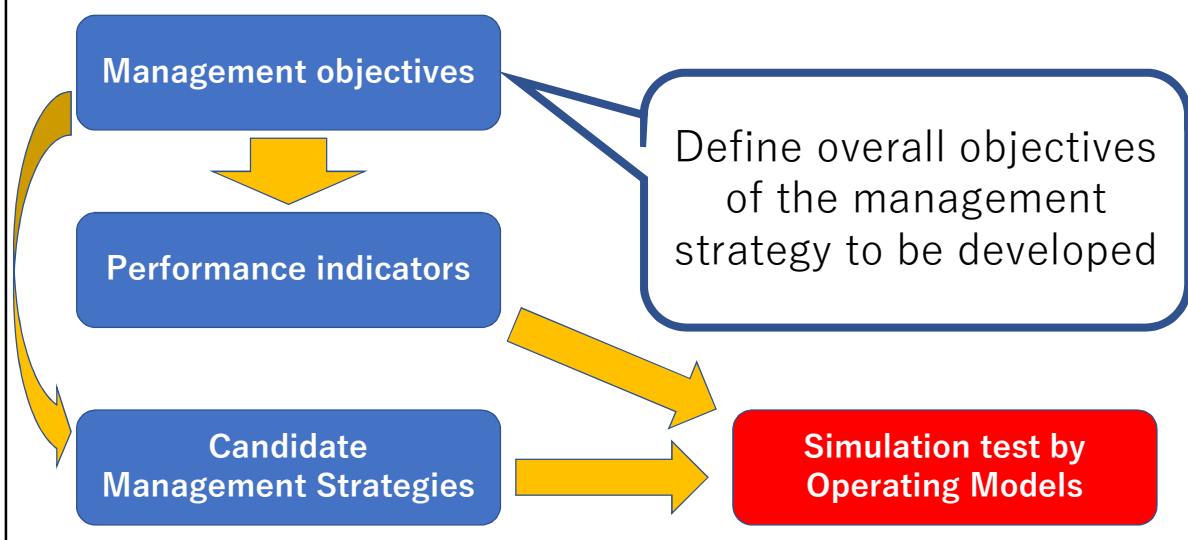 Management objectives
Define overall objectives
of the management
strategy to be developed
Performance indicators
Candidate
Management Strategies
Simulation test by
Operating Models